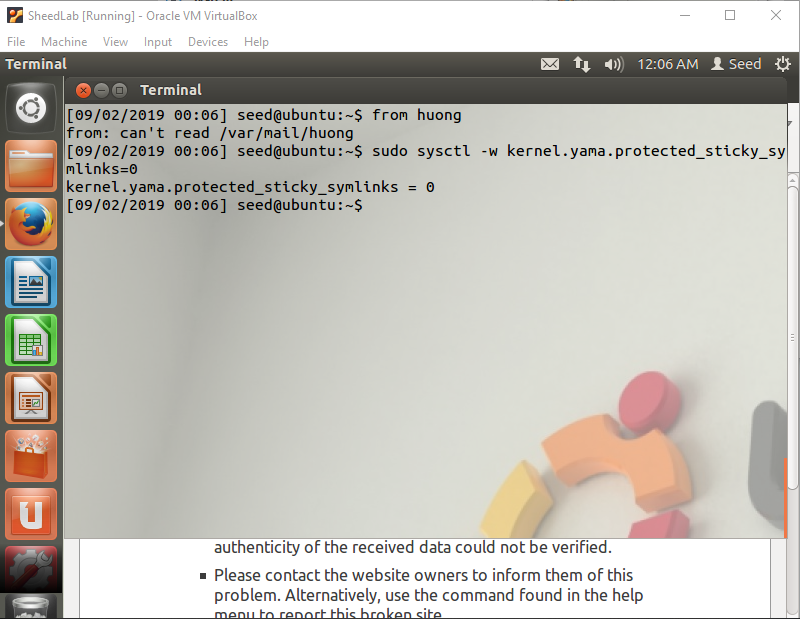 SheedLab [Running] - Oracle VM VirtualBox
File Machine View Input Devices Help
Terminal 12:06 AM Seed
Terminal
[09/02/2019 00:06] seed@ubuntu:~$ from huong
from: can't read /var/mail/huong
[09/02/2019 00:06] seed@ubuntu:~$ sudo sysctl -w kernel.yama.protected_sticky_sy
mlinks=0
kernel.yama.protected_sticky_symlinks = 0
[09/02/2019 00:06] seed@ubuntu:~$
authenticity of the received data could not be verified.
Please contact the website owners to inform them of this
problem. Alternatively, use the command found in the help
menu to report this broken site.